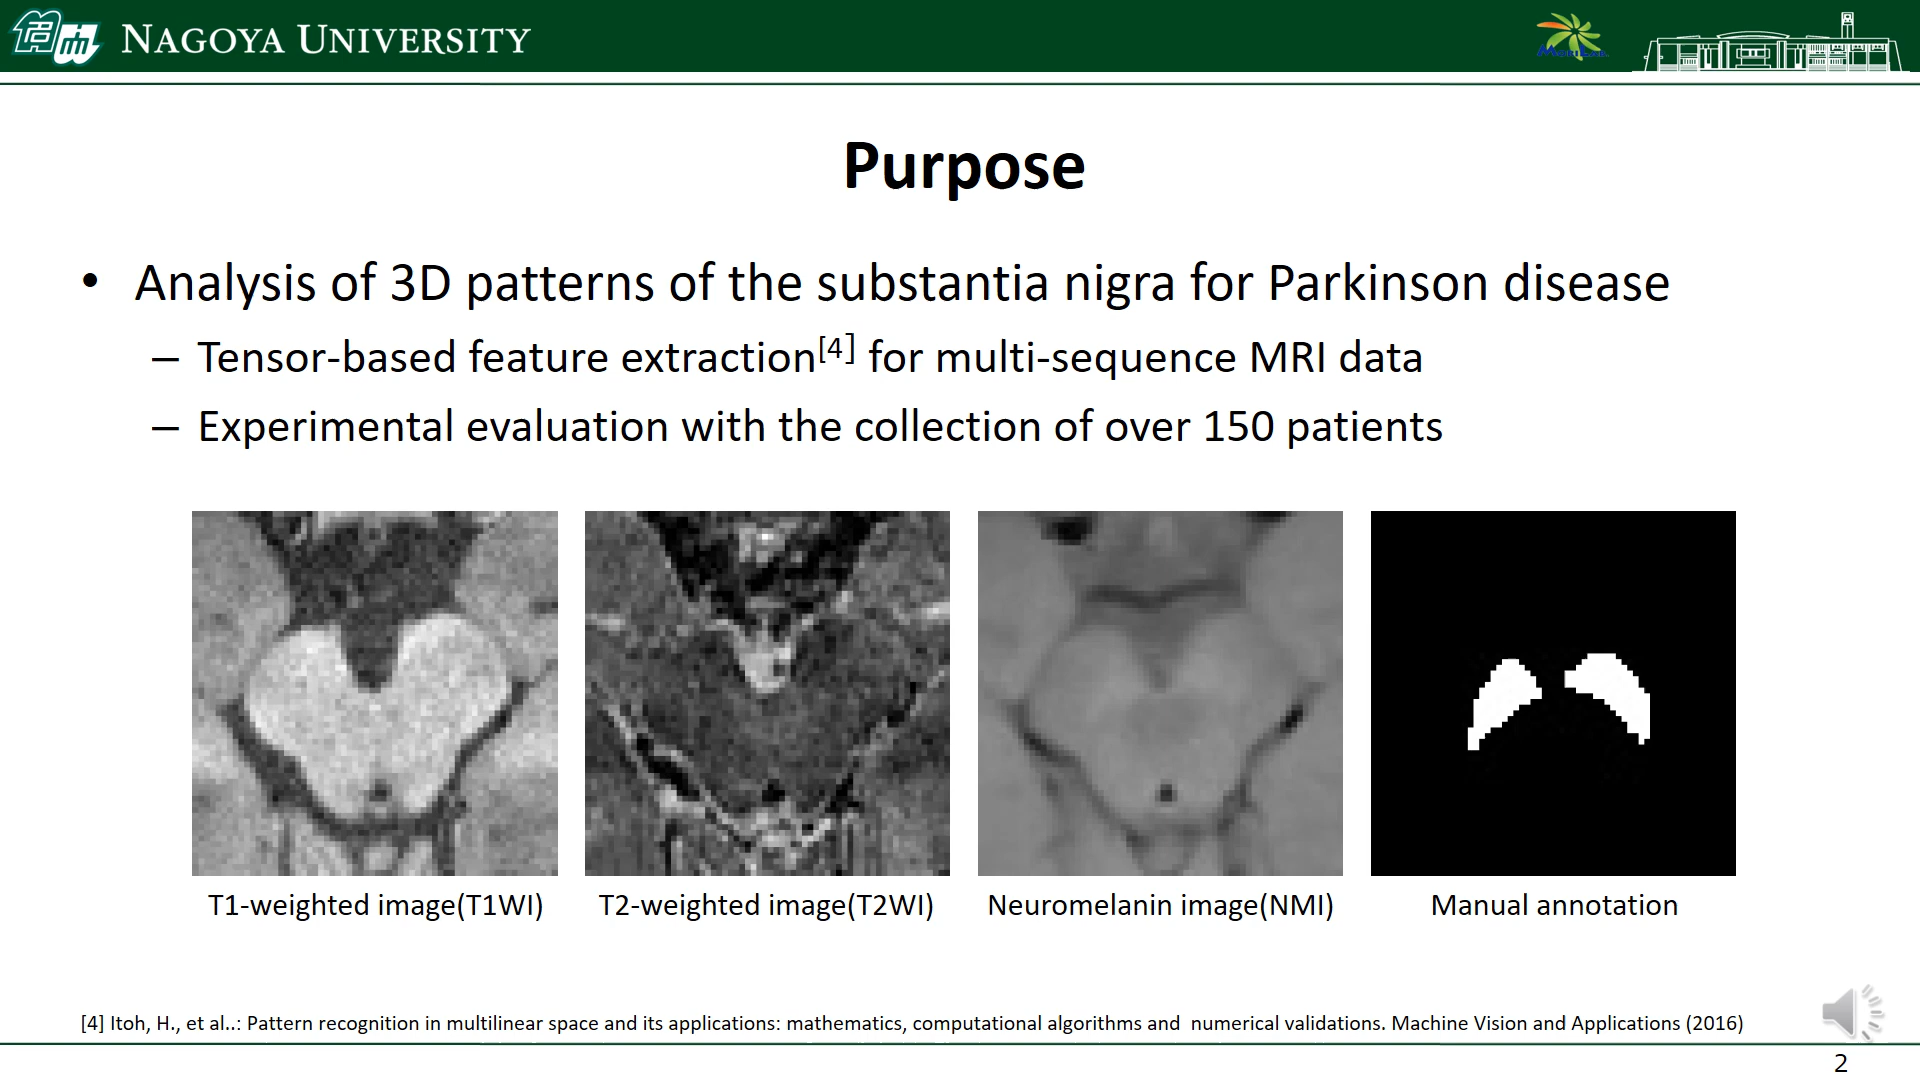 NAGOYA UNIVERSITY
Purpose
• Analysis of 3D patterns of the substantia nigra for Parkinson disease
– Tensor-based feature extraction[4] for multi-sequence MRI data
– Experimental evaluation with the collection of over 150 patients
T1-weighted image(T1WI)
T2-weighted image(T2WI)
Neuromelanin image(NMI)
Manual annotation
[4] Itoh, H., et al..: Pattern recognition in multilinear space and its applications: mathematics, computational algorithms and  numerical validations. Machine Vision and Applications (2016)
2